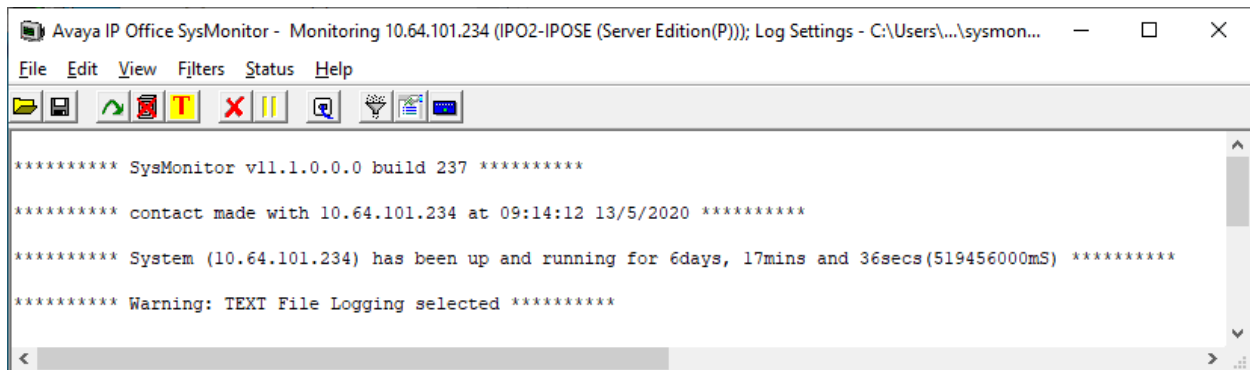 Avaya IP Office SysMonitor - Monitoring 10.64.101.234 (IPO2-IPOSE (Server Edition(P))); Log Settings - C:\Users\...\sysmon...
File Edit View Filters Status Help
T
********** SysMonitor v11.1.0.0.0 build 237 **********
********** contact made with 10.64.101.234 at 09:14:12 13/5/2020 **********
********** System (10.64.101.234) has been up and running for 6days, 17mins and 36secs(519456000mS) **********
********** Warning: TEXT File Logging selected **********